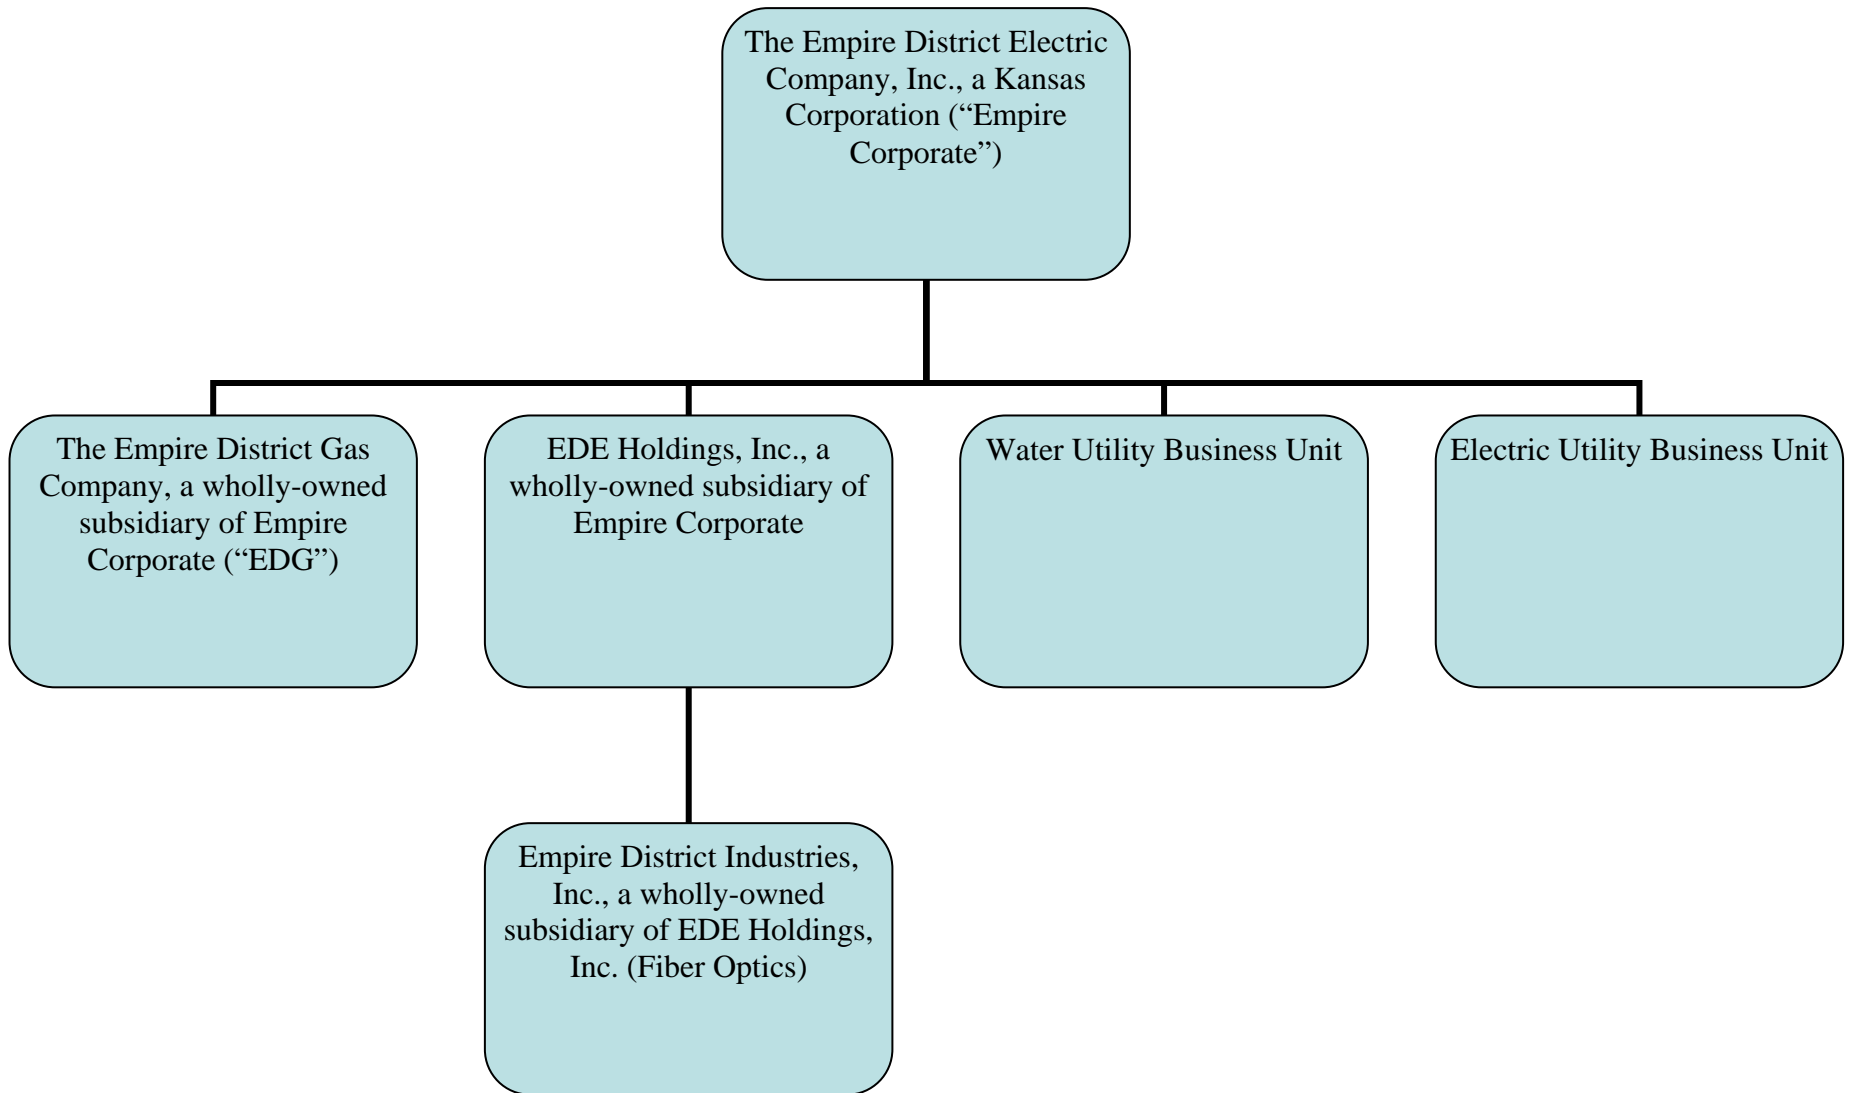 The Empire District Electric
Company, Inc., a Kansas
Corporation (“Empire
Corporate”)
The Empire District Gas
Company, a wholly-owned
subsidiary of Empire
Corporate (“EDG”)
EDE Holdings, Inc., a
wholly-owned subsidiary of
Empire Corporate
Water Utility Business Unit
Electric Utility Business Unit
Empire District Industries,
Inc., a wholly-owned
subsidiary of EDE Holdings,
Inc. (Fiber Optics)